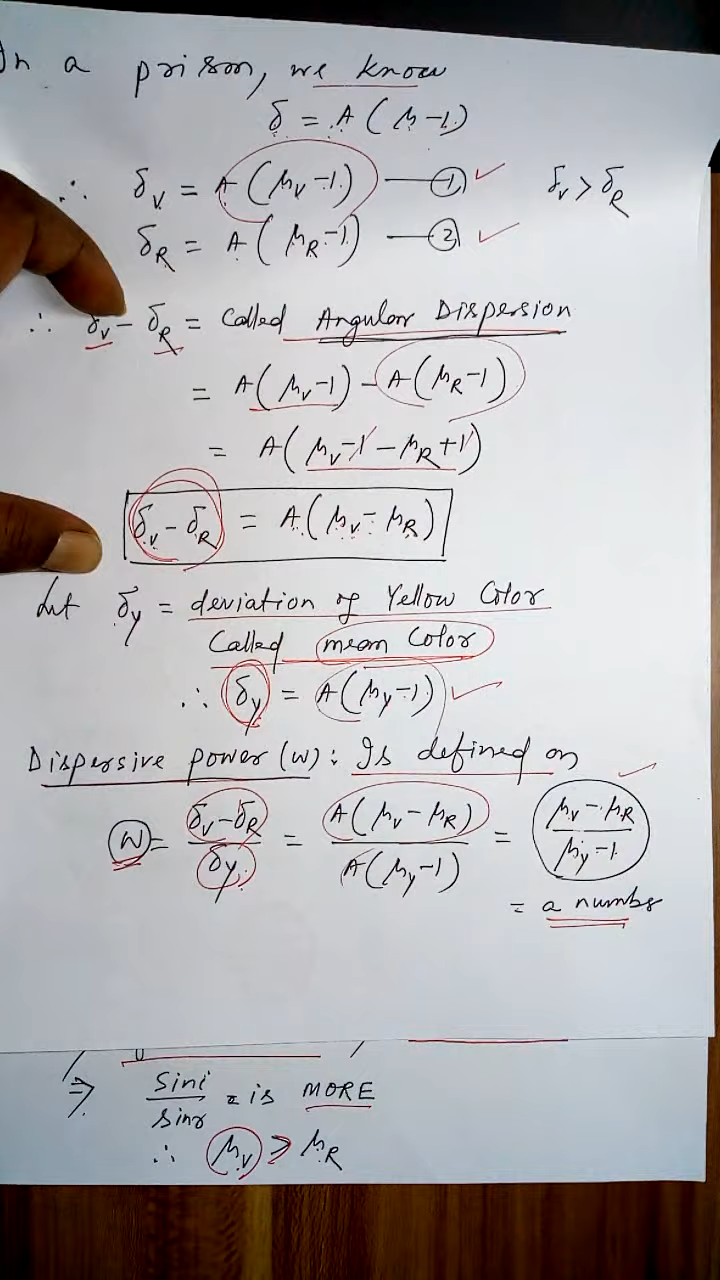 In a prison, we know
δ = A (μ-1)
∴ δV = A (μV-1) — ① ✓ δV > δR
δR = A (μR-1) — ② ✓
∴ δV - δR = Called Angular Dispersion
= A(μV-1) - A(μR-1)
= A(μV-1-μR+1)
δV - δR = A.(μV - μR)
Let δy = deviation of Yellow Color
Called mean Color
∴ δy = A(μy-1) ✓
Dispersive power (w): Is defined as ✓
W = δV-δR / δy = A(μV-μR) / A(μy-1) = μV-μR / μy-1
= a number
⇒ Sini / Sinr = is MORE
∴ μV > μR